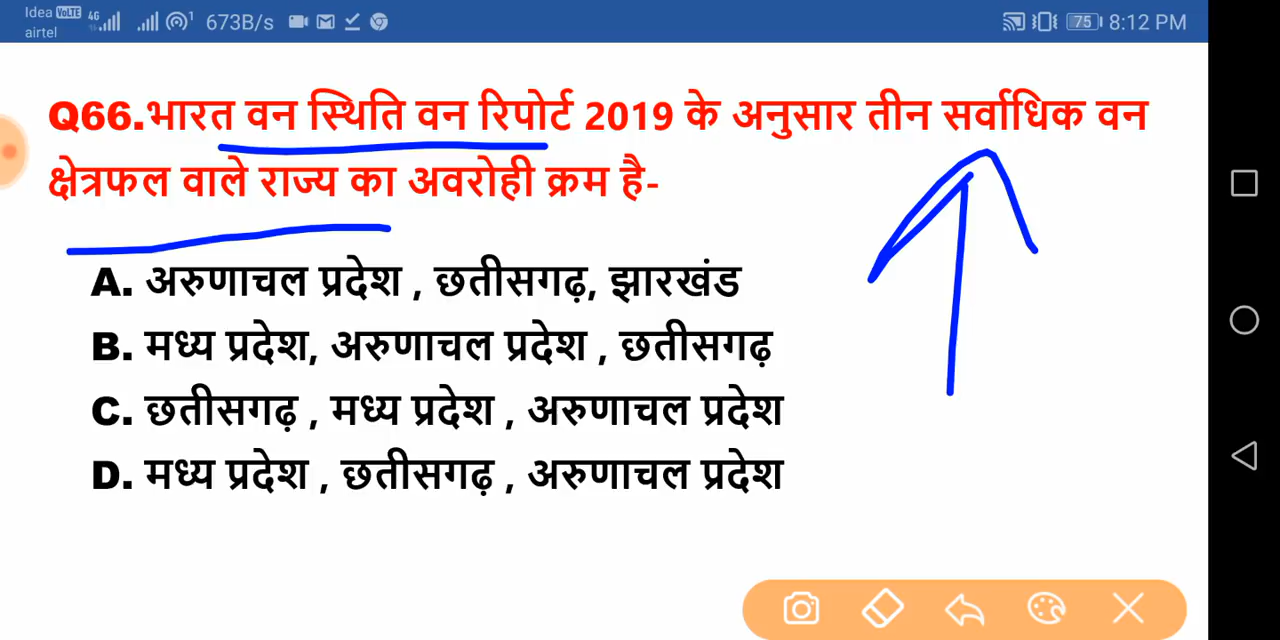 Idea VoLTE 4G 673B/s 75 8:12 PM
airtel
Q66.भारत वन स्थिति वन रिपोर्ट 2019 के अनुसार तीन सर्वाधिक वन
क्षेत्रफल वाले राज्य का अवरोही क्रम है-
A. अरुणाचल प्रदेश , छतीसगढ़, झारखंड
B. मध्य प्रदेश, अरुणाचल प्रदेश , छतीसगढ़
C. छतीसगढ़ , मध्य प्रदेश , अरुणाचल प्रदेश
D. मध्य प्रदेश , छतीसगढ़ , अरुणाचल प्रदेश